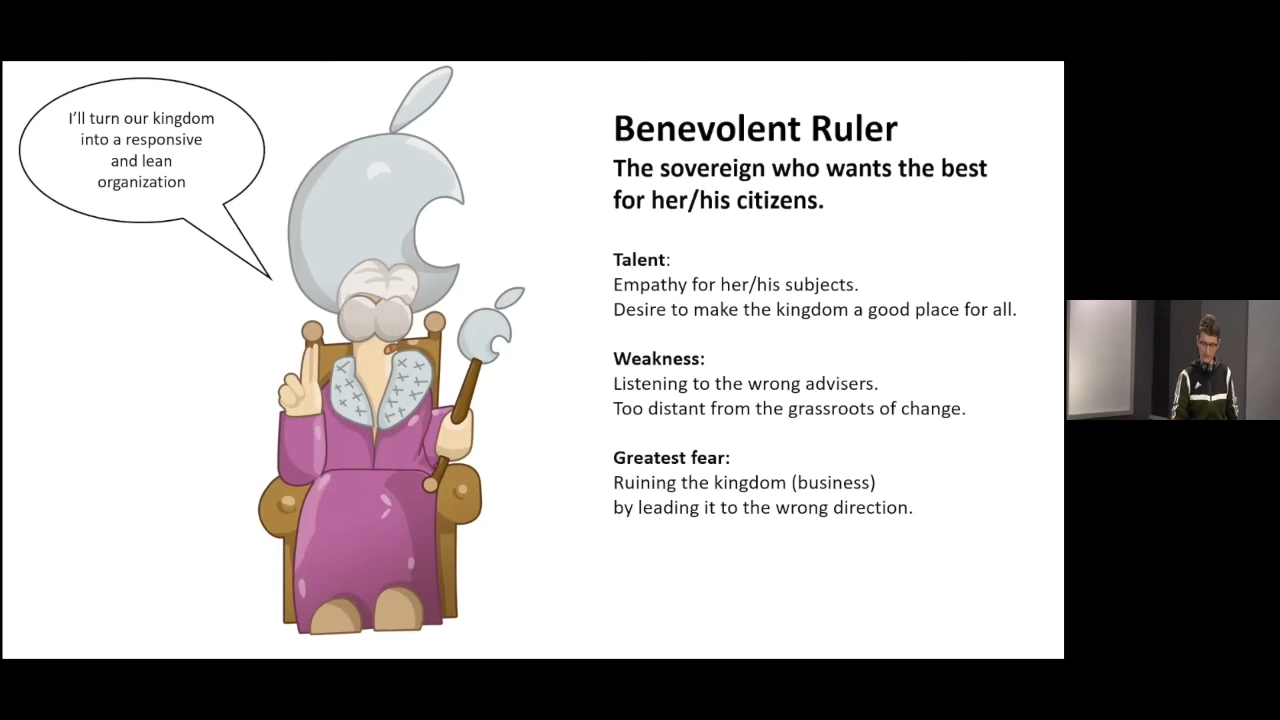 I'll turn our kingdom
into a responsive
and lean
organization
Benevolent Ruler
The sovereign who wants the best
for her/his citizens.
Talent:
Empathy for her/his subjects.
Desire to make the kingdom a good place for all.
Weakness:
Listening to the wrong advisers.
Too distant from the grassroots of change.
Greatest fear:
Ruining the kingdom (business)
by leading it to the wrong direction.